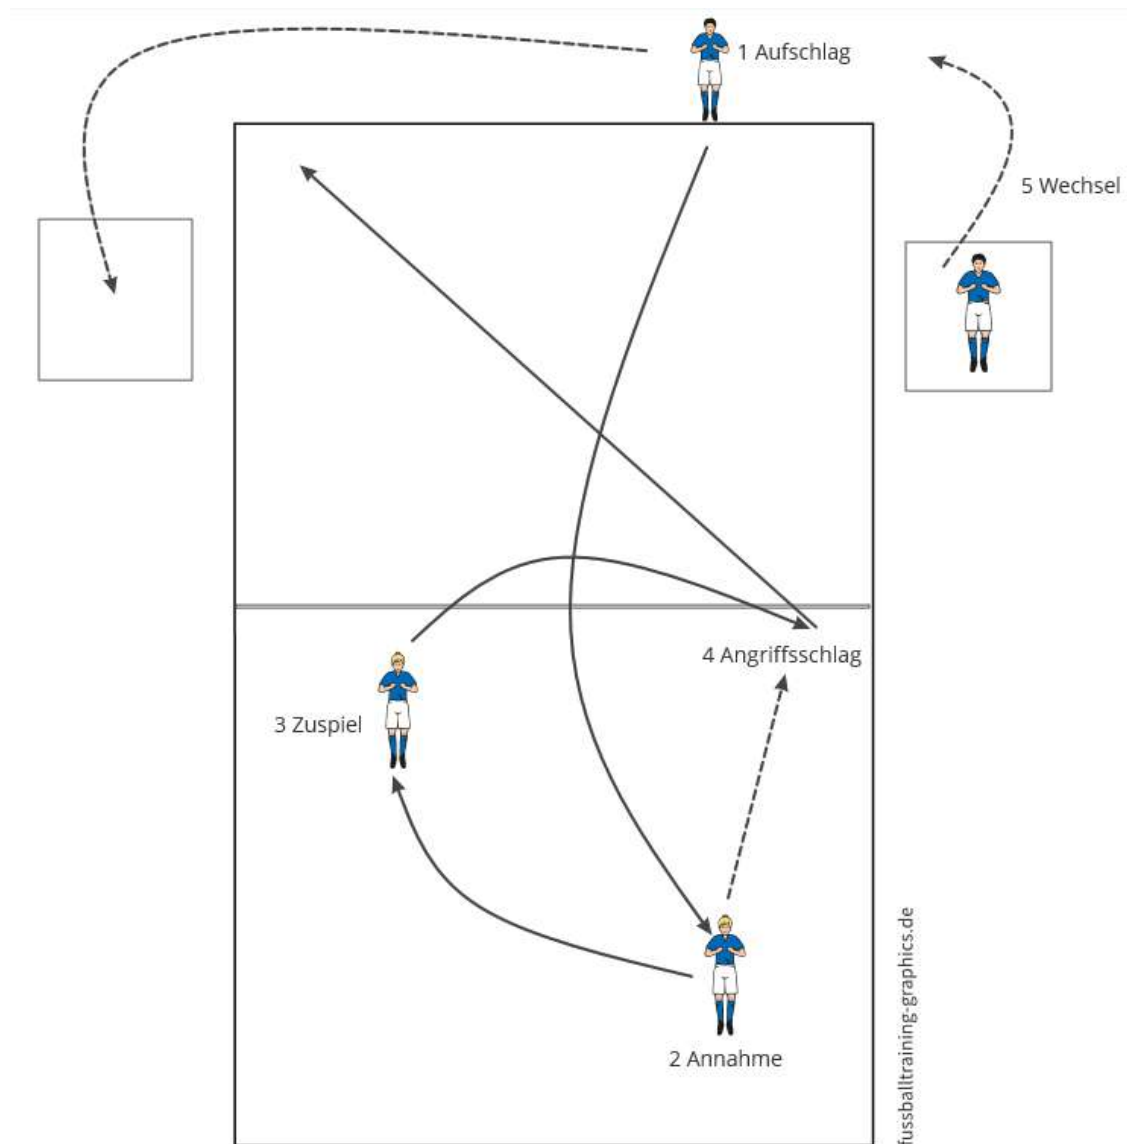 1 Aufschlag
5 Wechsel
4 Angriffsschlag
3 Zuspiel
2 Annahme
fussballtraining-graphics.de